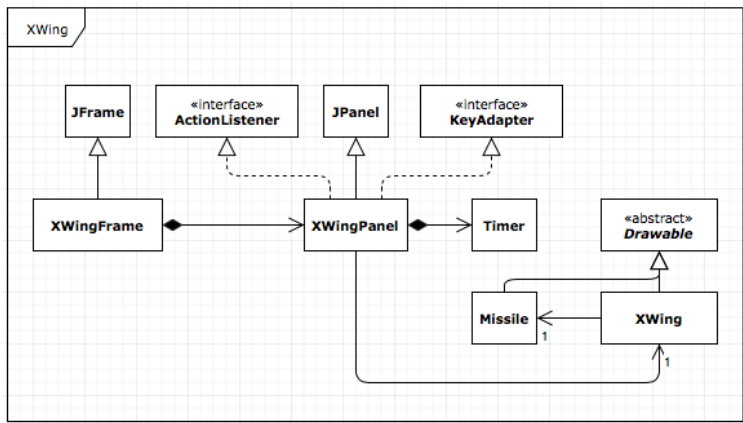 XWing
JFrame
«interface»
ActionListener
JPanel
«interface»
KeyAdapter
XWingFrame
XWingPanel
Timer
«abstract»
Drawable
Missile
XWing
1
1